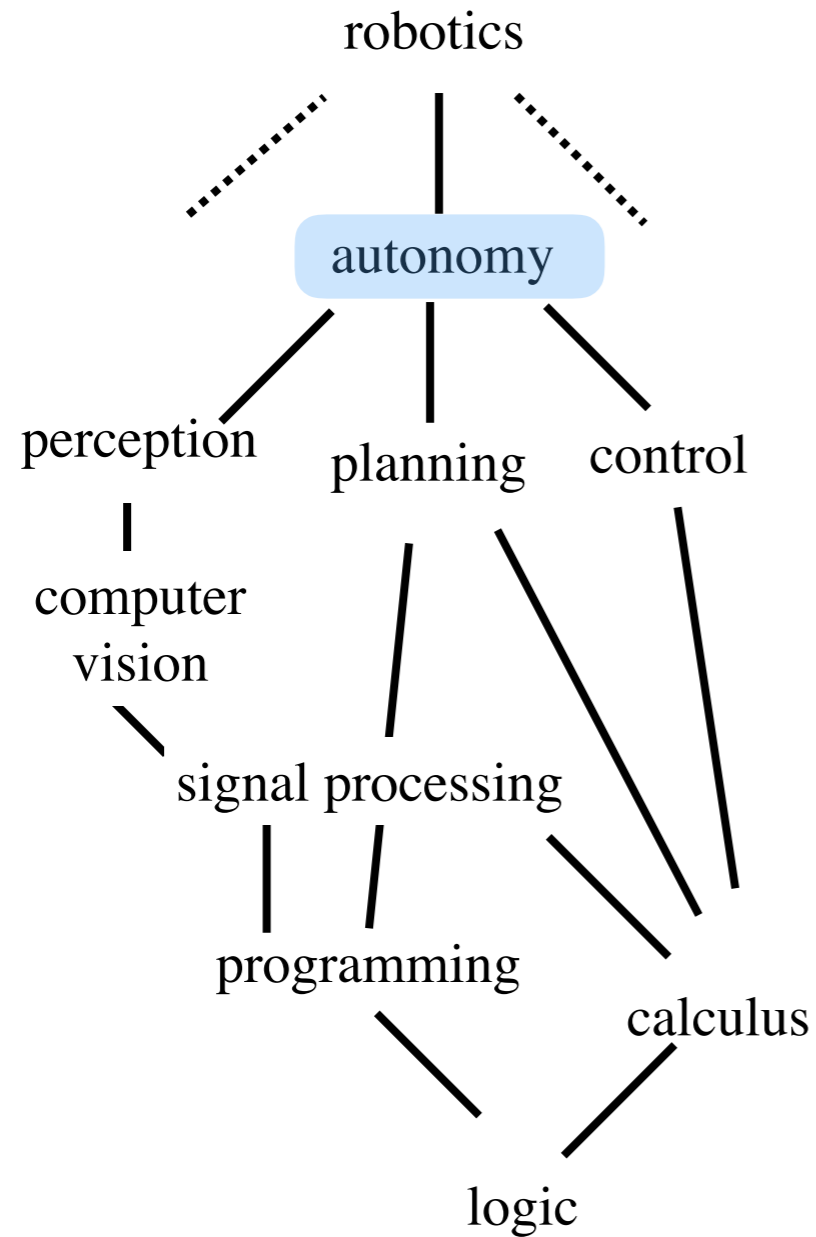 robotics
autonomy
perception
planning
control
computer
vision
signal processing
programming
calculus
logic